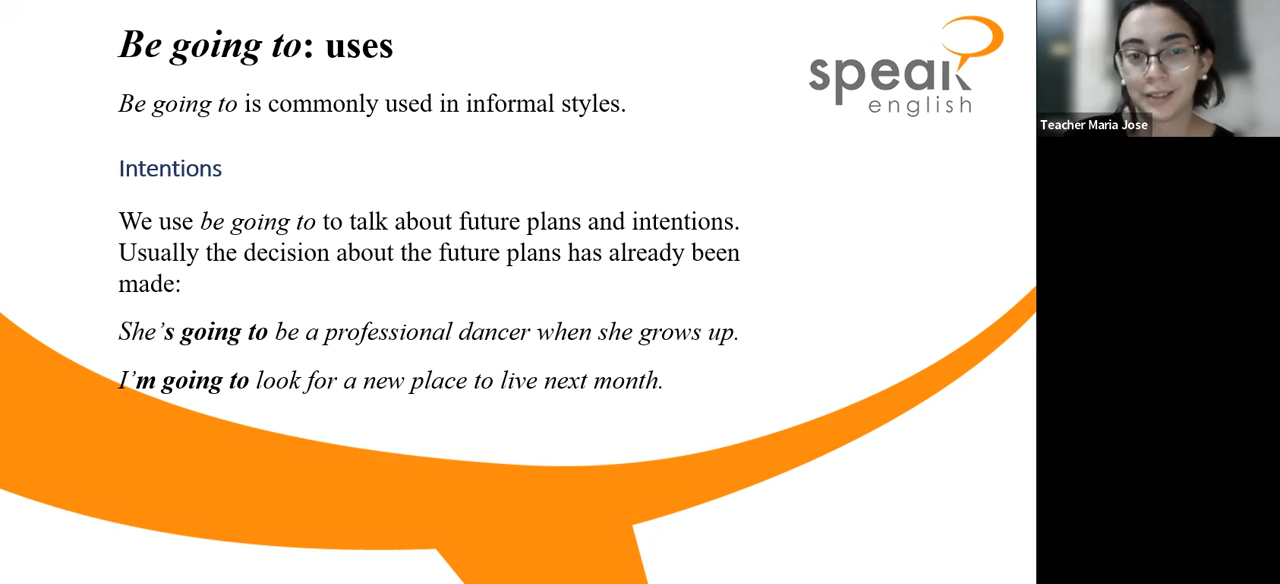 Be going to: uses
speak
english
Teacher Maria Jose
Be going to is commonly used in informal styles.
Intentions
We use be going to to talk about future plans and intentions.
Usually the decision about the future plans has already been
made:
She’s going to be a professional dancer when she grows up.
I’m going to look for a new place to live next month.